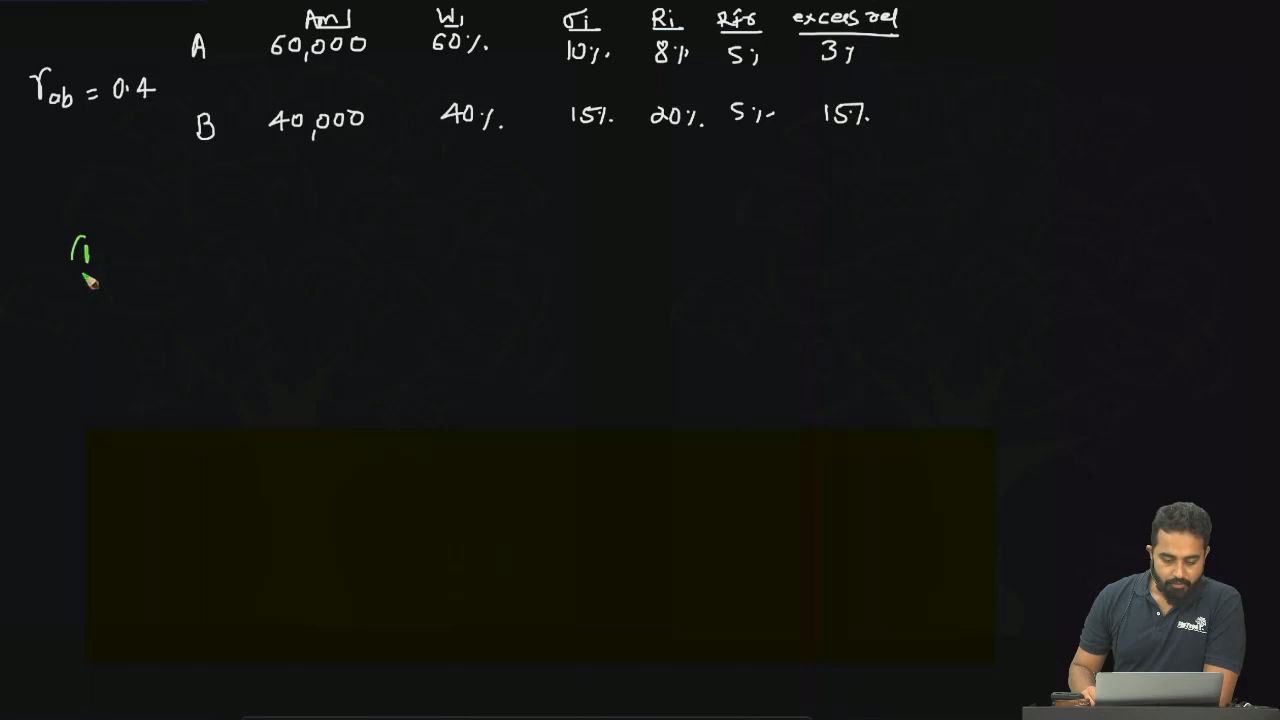 Amt Wi σi Ri Rfr excess ret
A 60,000 60% 10% 8% 5% 3%
rab = 0.4
B 40,000 40% 15% 20% 5% 15%